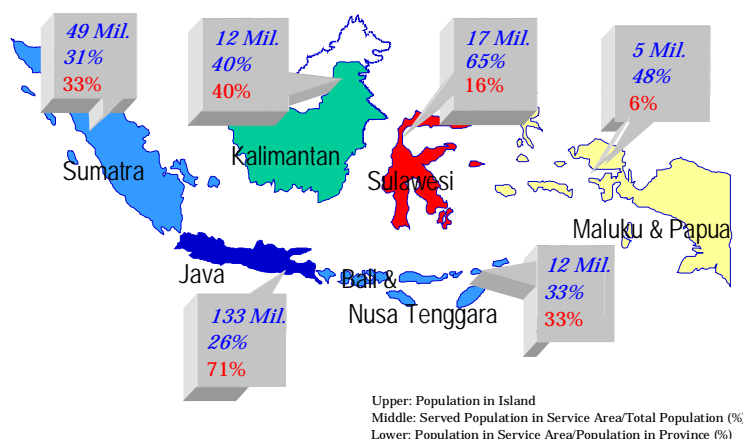 49 Mil.
31%
33%
12 Mil.
40%
40%
17 Mil.
65%
16%
5 Mil.
48%
6%
Sumatra
Kalimantan
Sulawesi
Maluku & Papua
Java
Bali &
Nusa Tenggara
133 Mil.
26%
71%
12 Mil.
33%
33%
Upper: Population in Island
Middle: Served Population in Service Area/Total Population (%)
Lower: Population in Service Area/Population in Province (%)